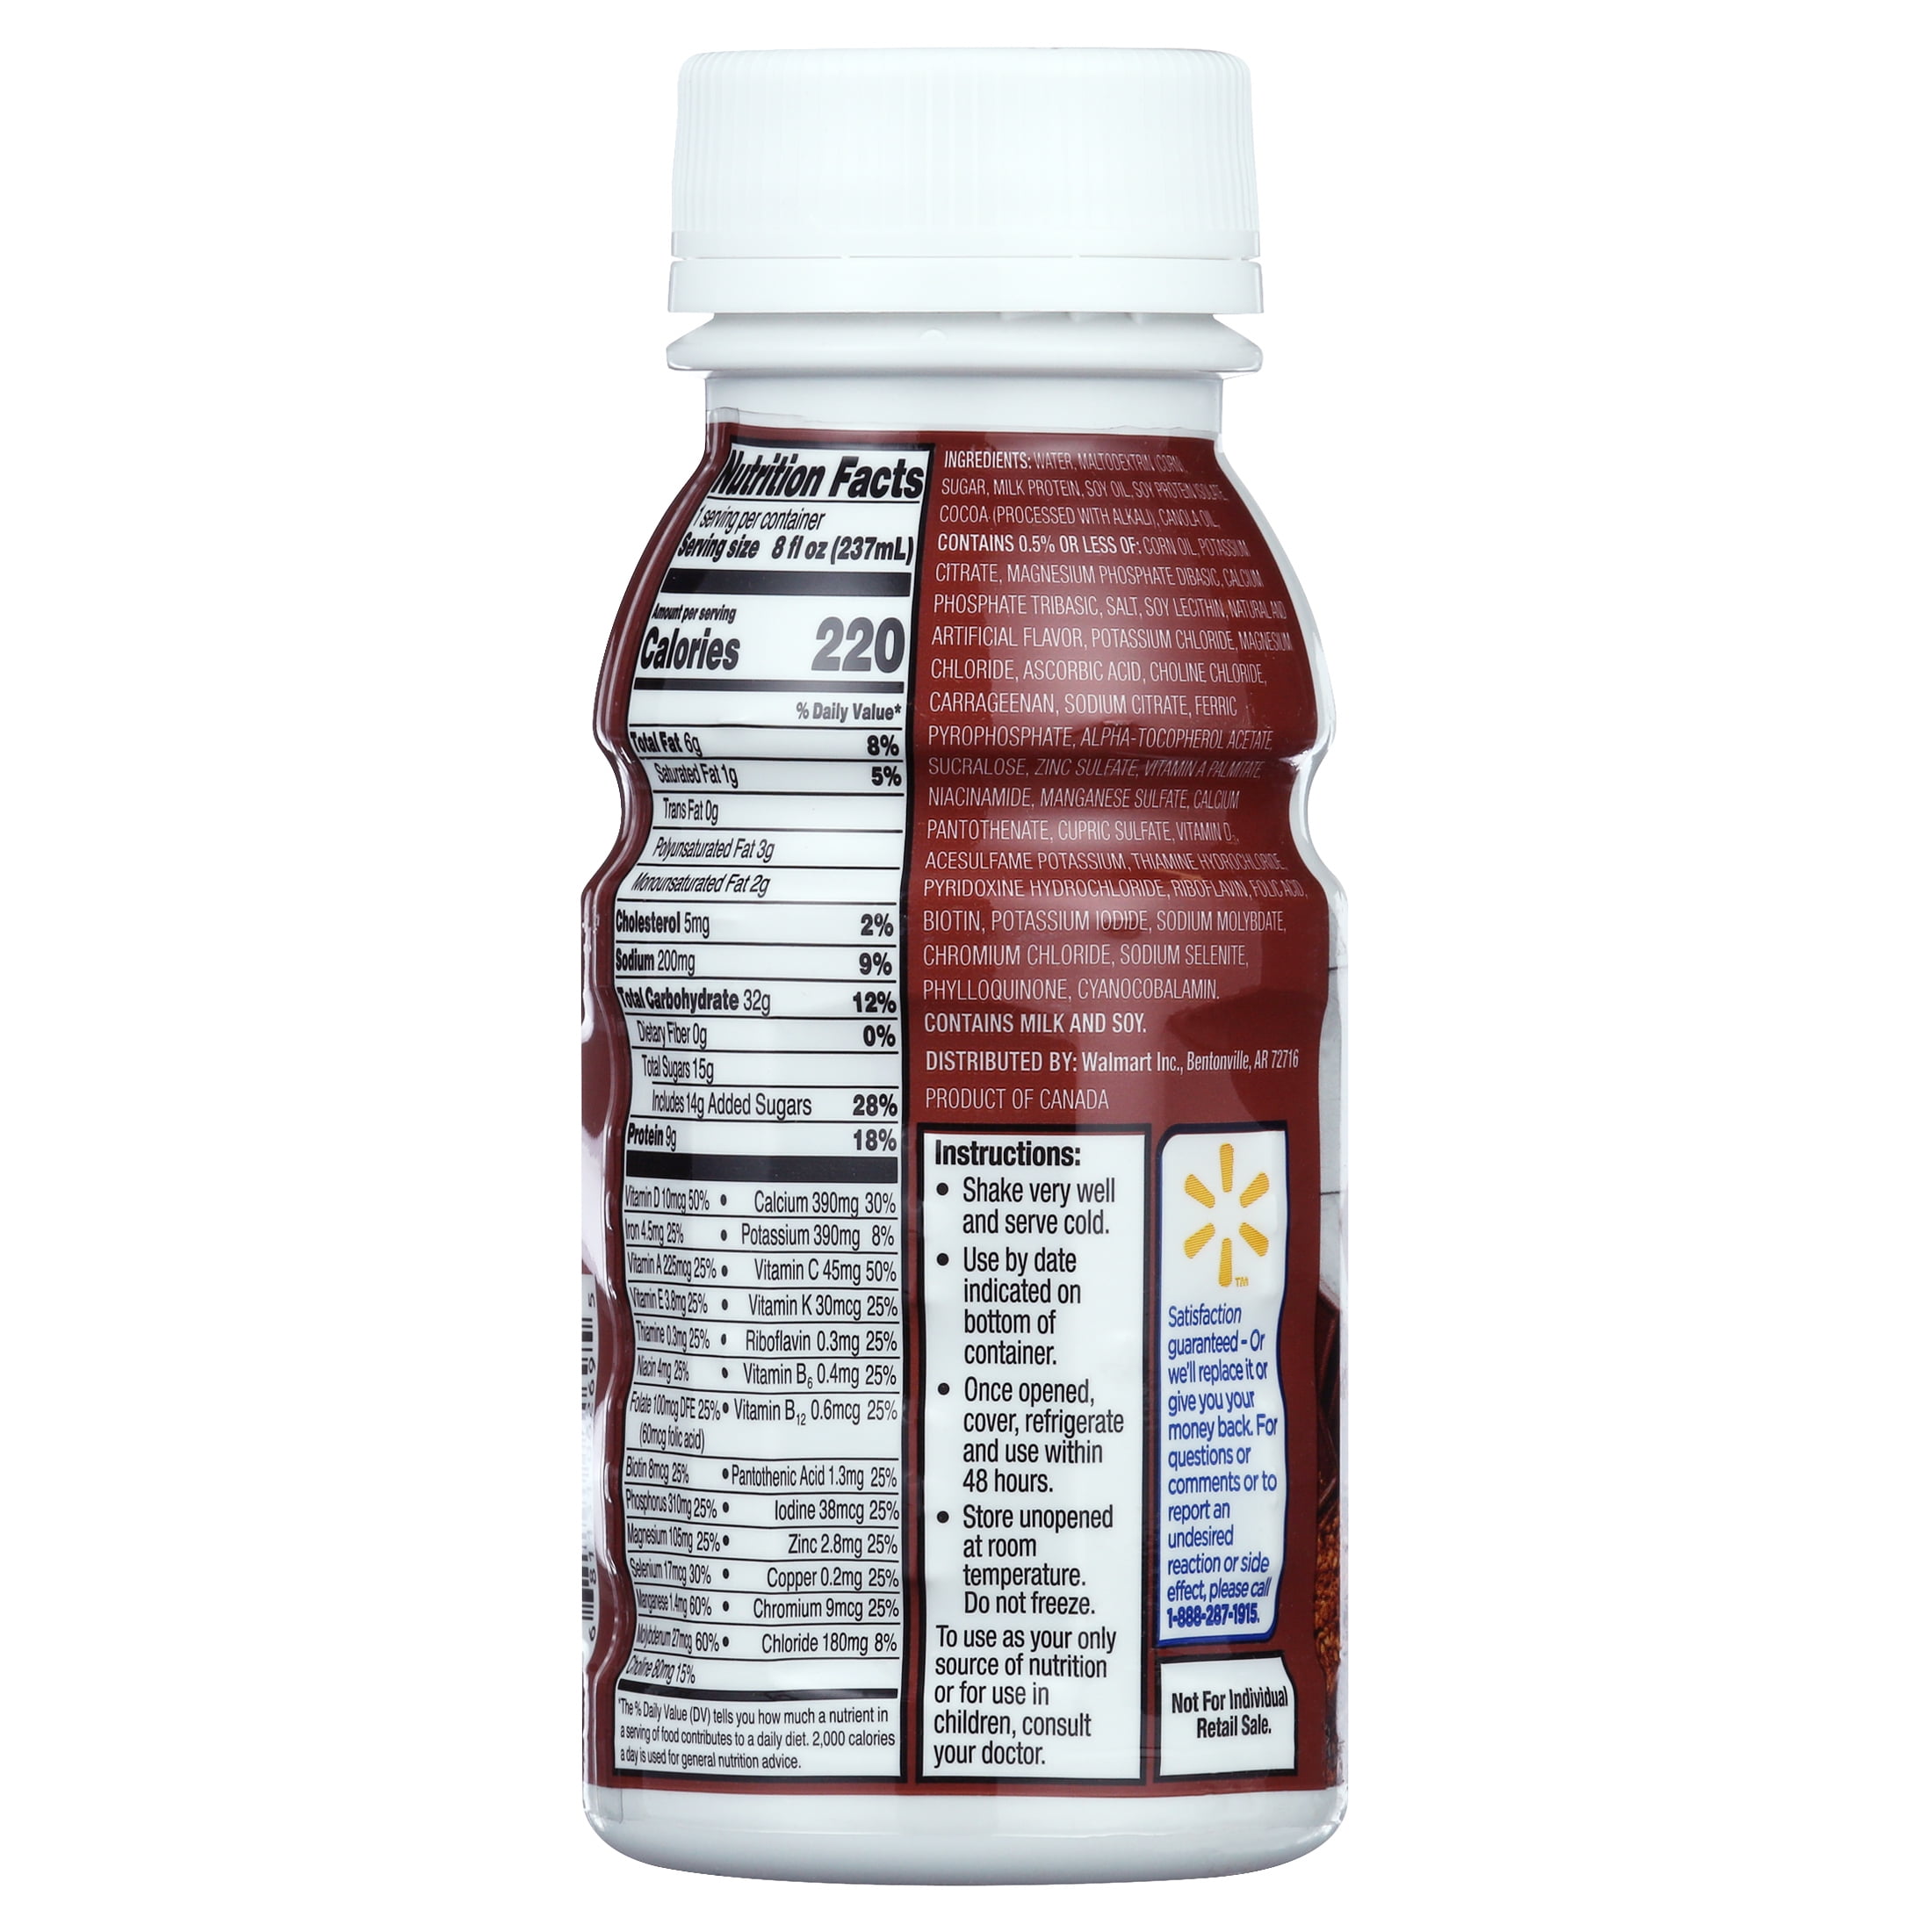 Nutrition Facts
1 serving per container
Serving size 8 fl oz (237mL)
Amount per serving
Calories 220
% Daily Value*
Total Fat 6g 8%
Saturated Fat 1g 5%
Trans Fat 0g
Polyunsaturated Fat 3g
Monounsaturated Fat 2g
Cholesterol 5mg 2%
Sodium 200mg 9%
Total Carbohydrate 32g 12%
Dietary Fiber 0g 0%
Total Sugars 15g
Includes 14g Added Sugars 28%
Protein 9g 18%
Vitamin D 10mcg 50% • Calcium 390mg 30%
Iron 4.5mg 25% • Potassium 390mg 8%
Vitamin A 225mcg 25% • Vitamin C 45mg 50%
Vitamin E 3.8mg 25% • Vitamin K 30mcg 25%
Thiamine 0.3mg 25% • Riboflavin 0.3mg 25%
Niacin 4mg 25% • Vitamin B6 0.4mg 25%
Folate 100mcg DFE 25% • Vitamin B12 0.6mcg 25%
(60mcg folic acid)
Biotin 8mcg 25% • Pantothenic Acid 1.3mg 25%
Phosphorus 310mg 25% • Iodine 38mcg 25%
Magnesium 105mg 25% • Zinc 2.8mg 25%
Selenium 17mcg 30% • Copper 0.2mg 25%
Manganese 1.4mg 60% • Chromium 9mcg 25%
Molybdenum 27mcg 60% • Chloride 180mg 8%
Choline 80mg 15%
*The % Daily Value (DV) tells you how much a nutrient in
a serving of food contributes to a daily diet. 2,000 calories
a day is used for general nutrition advice.
INGREDIENTS: WATER, MALTODEXTRIN (CORN),
SUGAR, MILK PROTEIN, SOY OIL, SOY PROTEIN ISOLATE,
COCOA (PROCESSED WITH ALKALI), CANOLA OIL,
CONTAINS 0.5% OR LESS OF: CORN OIL, POTASSIUM
CITRATE, MAGNESIUM PHOSPHATE DIBASIC, CALCIUM
PHOSPHATE TRIBASIC, SALT, SOY LECITHIN, NATURAL AND
ARTIFICIAL FLAVOR, POTASSIUM CHLORIDE, MAGNESIUM
CHLORIDE, ASCORBIC ACID, CHOLINE CHLORIDE,
CARRAGEENAN, SODIUM CITRATE, FERRIC
PYROPHOSPHATE, ALPHA-TOCOPHEROL ACETATE,
SUCRALOSE, ZINC SULFATE, VITAMIN A PALMITATE,
NIACINAMIDE, MANGANESE SULFATE, CALCIUM
PANTOTHENATE, CUPRIC SULFATE, VITAMIN D3,
ACESULFAME POTASSIUM, THIAMINE HYDROCHLORIDE,
PYRIDOXINE HYDROCHLORIDE, RIBOFLAVIN, FOLIC ACID,
BIOTIN, POTASSIUM IODIDE, SODIUM MOLYBDATE,
CHROMIUM CHLORIDE, SODIUM SELENITE,
PHYLLOQUINONE, CYANOCOBALAMIN.
CONTAINS MILK AND SOY.
DISTRIBUTED BY: Walmart Inc., Bentonville, AR 72716
PRODUCT OF CANADA
Instructions:
• Shake very well
and serve cold.
• Use by date
indicated on
bottom of
container.
• Once opened,
cover, refrigerate
and use within
48 hours.
• Store unopened
at room
temperature.
Do not freeze.
To use as your only
source of nutrition
or for use in
children, consult
your doctor.
TM
Satisfaction
guaranteed - Or
we'll replace it or
give you your
money back. For
questions or
comments or to
report an
undesired
reaction or side
effect, please call
1-888-287-1915.
Not For Individual
Retail Sale.